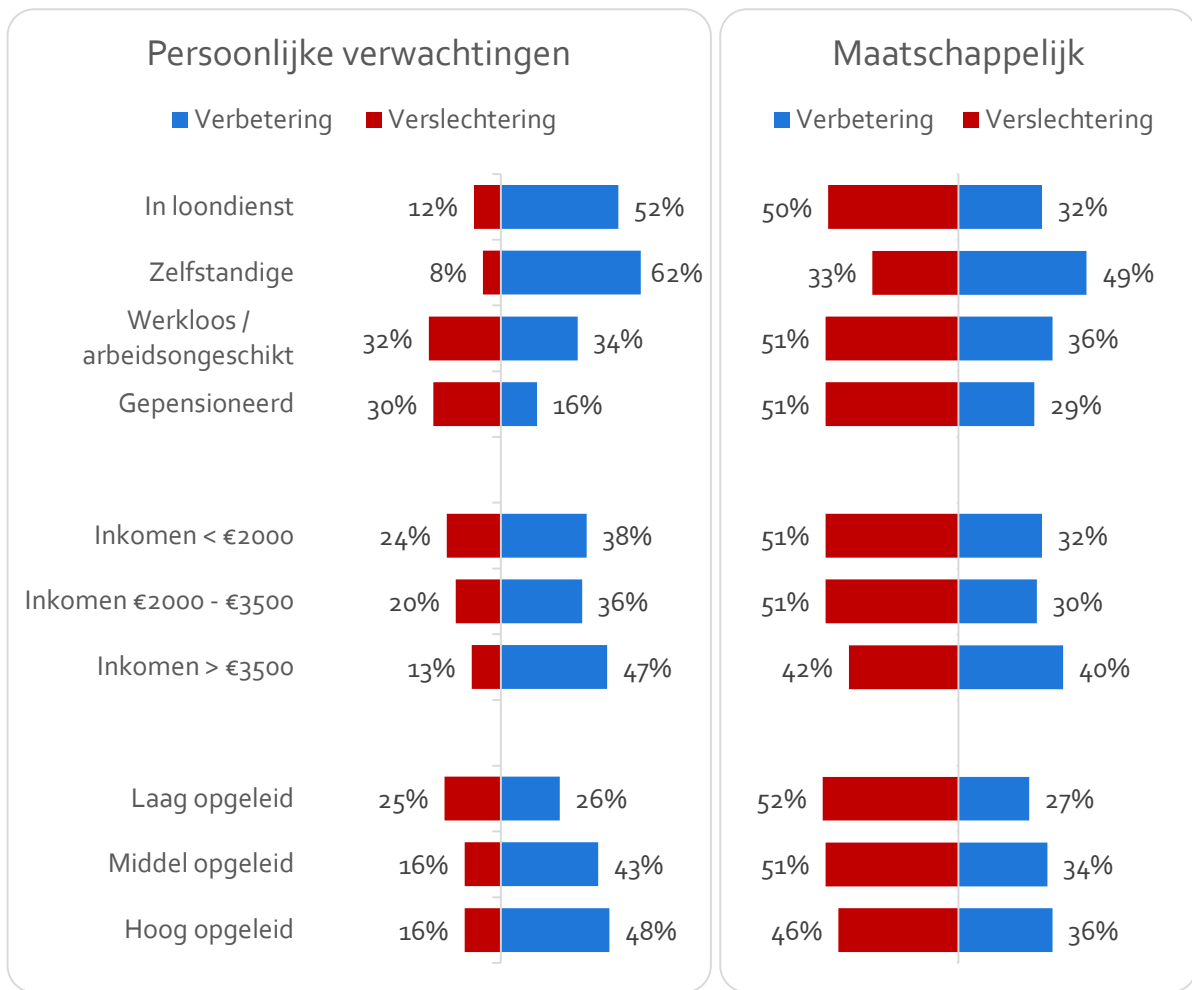 Persoonlijke verwachtingen
Verbetering Verslechtering
In loondienst 12% 52%
Zelfstandige 8% 62%
Werkloos /
arbeidsongeschikt 32% 34%
Gepensioneerd 30% 16%
Inkomen < €2000 24% 38%
Inkomen €2000 - €3500 20% 36%
Inkomen > €3500 13% 47%
Laag opgeleid 25% 26%
Middel opgeleid 16% 43%
Hoog opgeleid 16% 48%
Maatschappelijk
Verbetering Verslechtering
50% 32%
33% 49%
51% 36%
51% 29%
51% 32%
51% 30%
42% 40%
52% 27%
51% 34%
46% 36%